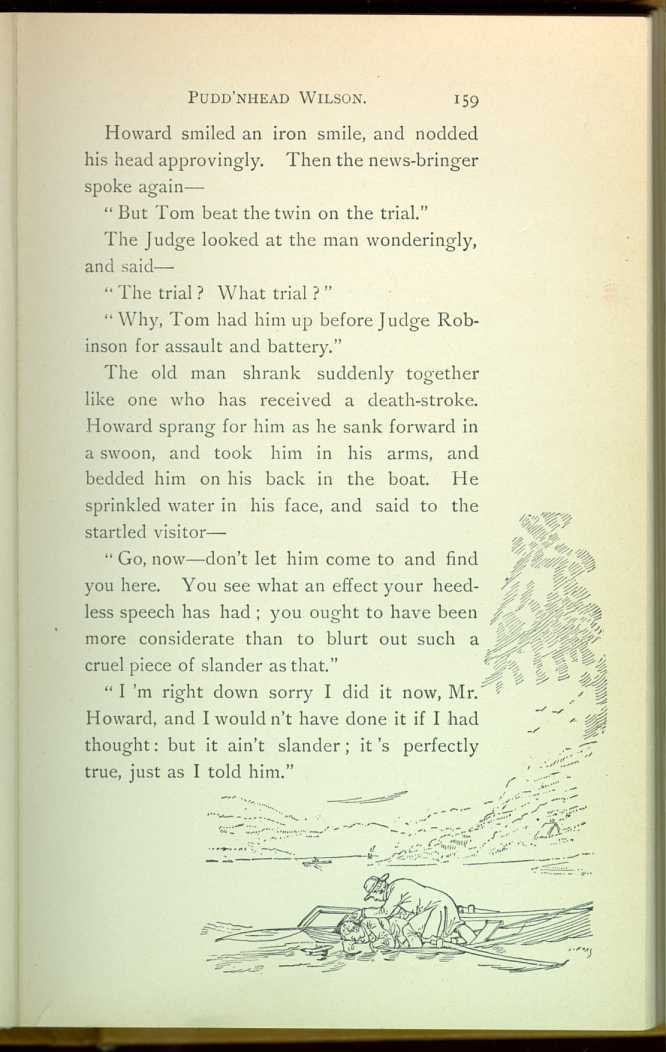 PUDD'NHEAD WILSON. 159
Howard smiled an iron smile, and nodded
his head approvingly. Then the news-bringer
spoke again—
“ But Tom beat the twin on the trial.”
The Judge looked at the man wonderingly,
and said—
“ The trial ? What trial ? ”
“ Why, Tom had him up before Judge Rob-
inson for assault and battery.”
The old man shrank suddenly together
like one who has received a death-stroke.
Howard sprang for him as he sank forward in
a swoon, and took him in his arms, and
bedded him on his back in the boat. He
sprinkled water in his face, and said to the
startled visitor—
“ Go, now—don't let him come to and find
you here. You see what an effect your heed-
less speech has had ; you ought to have been
more considerate than to blurt out such a
cruel piece of slander as that.”
“ I 'm right down sorry I did it now, Mr.
Howard, and I would n't have done it if I had
thought : but it ain't slander ; it 's perfectly
true, just as I told him.”